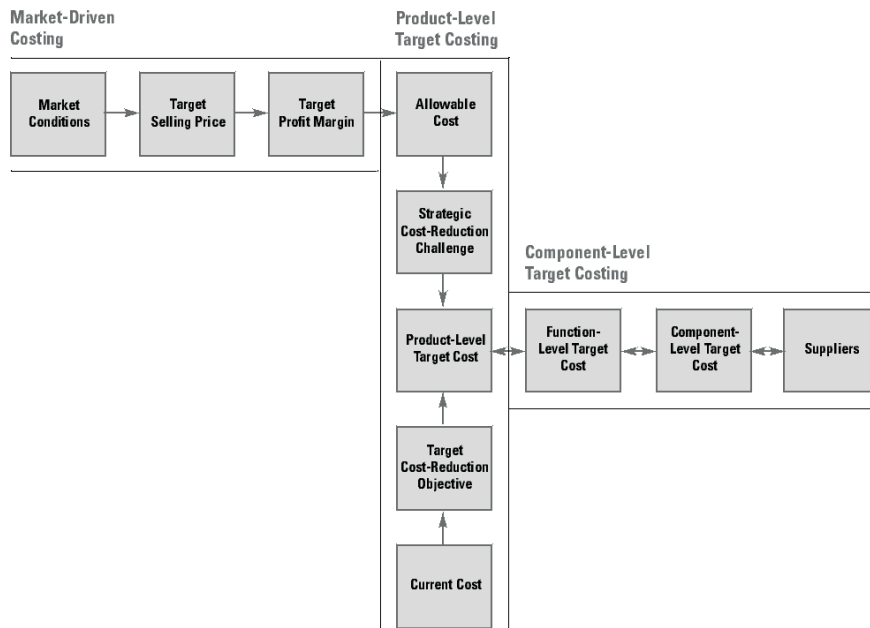 Market-Driven
Costing
Product-Level
Target Costing
Market
Conditions
Target
Selling Price
Target
Profit Margin
Allowable
Cost
Strategic
Cost-Reduction
Challenge
Component-Level
Target Costing
Product-Level
Target Cost
Function-
Level Target
Cost
Component-
Level Target
Cost
Suppliers
Target
Cost-Reduction
Objective
Current Cost